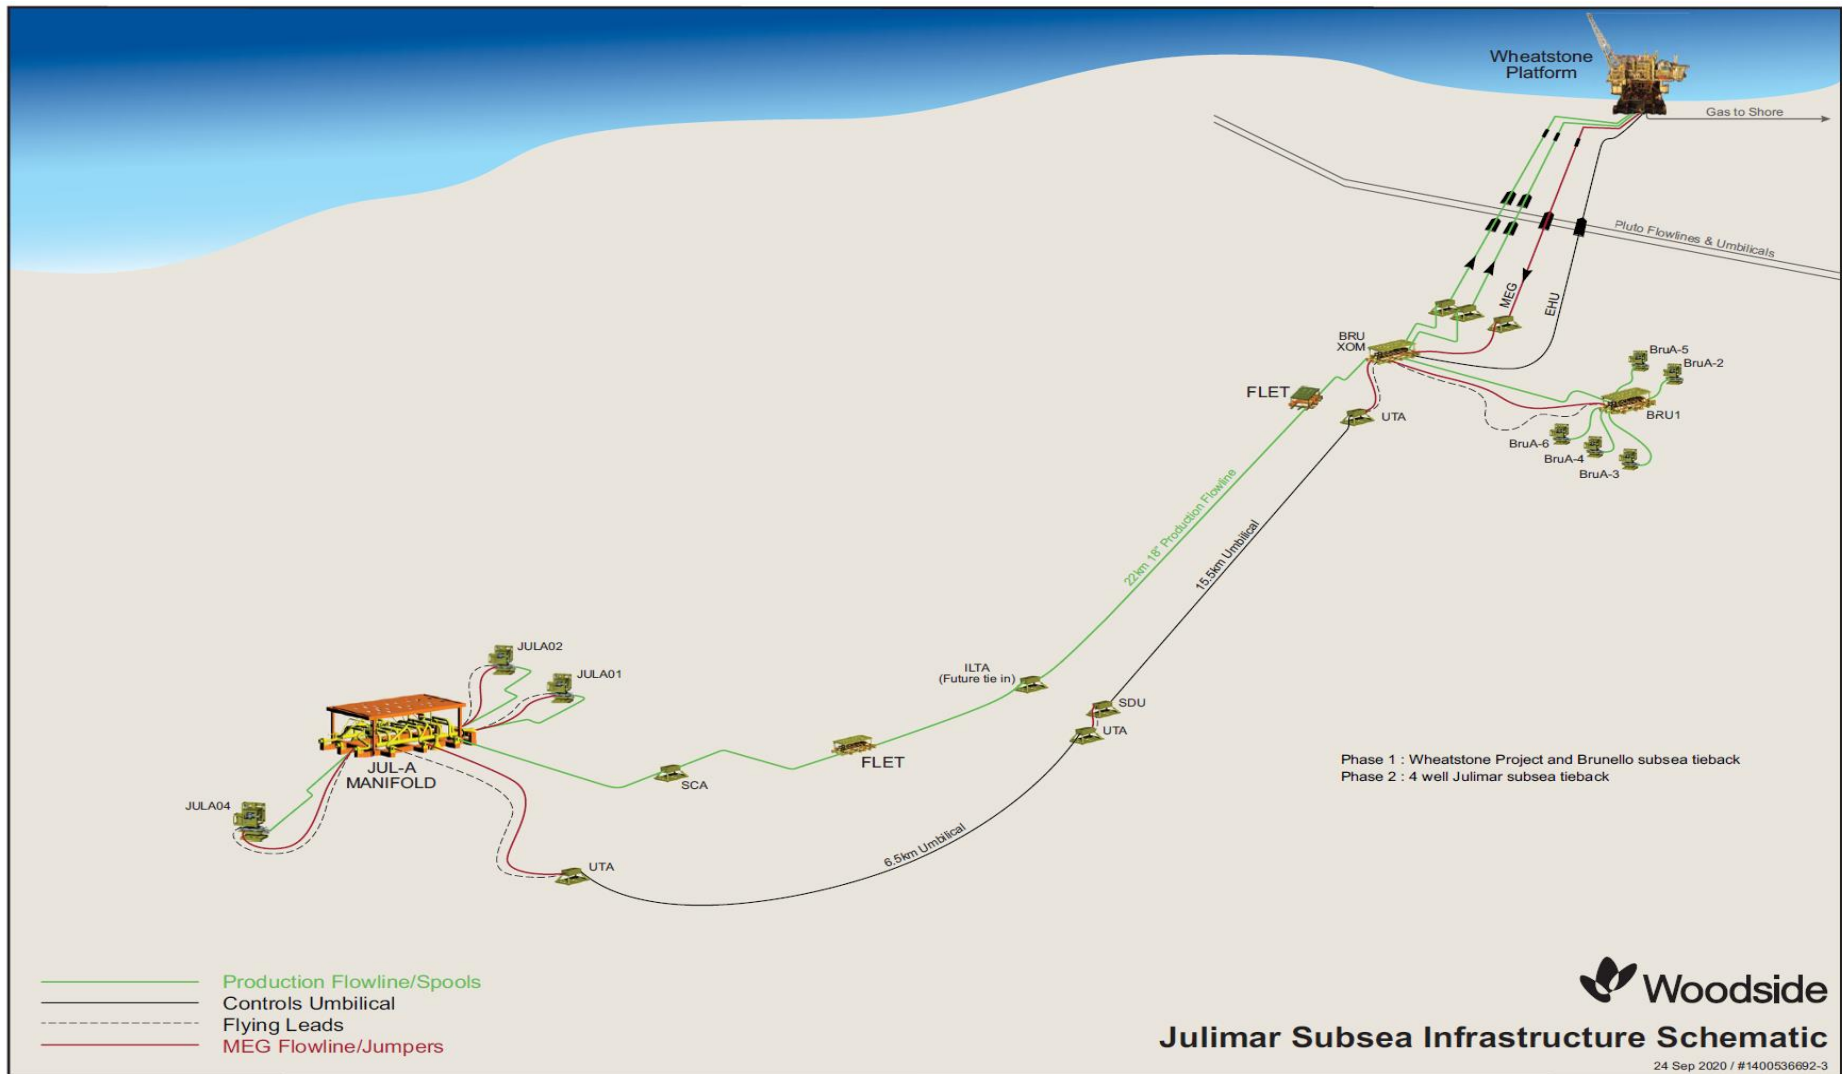 Wheatstone
Platform
Gas to Shore
Pluto Flowlines & Umbilicals
MEG
EHU
BRU
XOM
BruA-5
BruA-2
FLET
UTA
BRU1
BruA-6
BruA-4
BruA-3
22km 18" Production Flowline
15.5km Umbilical
JULA02
JULA01
ILTA
(Future tie in)
SDU
UTA
JUL-A
MANIFOLD
SCA
FLET
JULA04
UTA
6.5km Umbilical
Phase 1 : Wheatstone Project and Brunello subsea tieback
Phase 2 : 4 well Julimar subsea tieback
Production Flowline/Spools
Controls Umbilical
Flying Leads
MEG Flowline/Jumpers
Woodside
Julimar Subsea Infrastructure Schematic
24 Sep 2020 / #1400536692-3